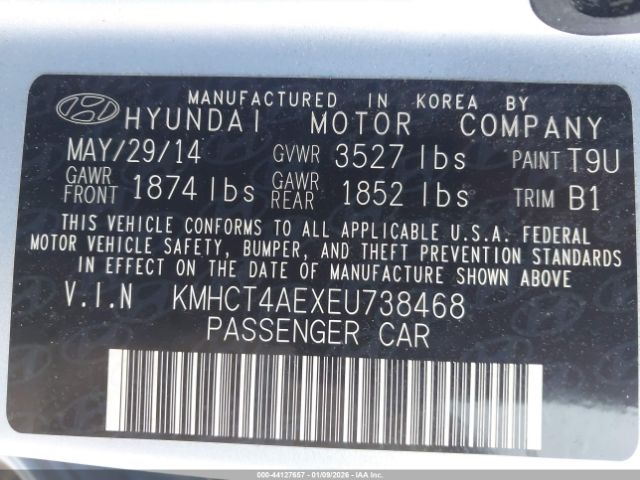 MANUFACTURED IN KOREA BY
HYUNDAI MOTOR COMPANY
MAY/29/14 GVWR 3527 lbs PAINT T9U
GAWR FRONT 1874 lbs GAWR REAR 1852 lbs TRIM B1
THIS VEHICLE CONFORMS TO ALL APPLICABLE U.S.A. FEDERAL
MOTOR VEHICLE SAFETY, BUMPER, AND THEFT PREVENTION STANDARDS
IN EFFECT ON THE DATE OF MANUFACTURE SHOWN ABOVE
V.I.N KMHCT4AEXEU738468
PASSENGER CAR
000-44127657 - 01/09/2026 - IAAI.COM